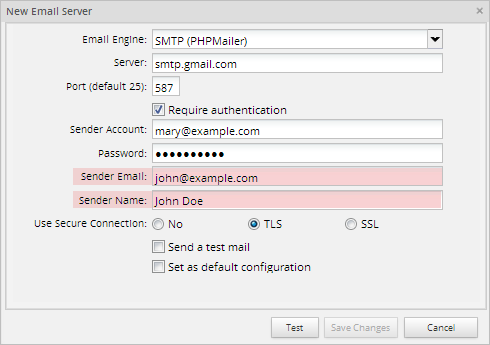 New Email Server
Email Engine: SMTP (PHPMailer)
Server: smtp.gmail.com
Port (default 25): 587
Require authentication
Sender Account: mary@example.com
Password: ●●●●●●●●●●
Sender Email: john@example.com
Sender Name: John Doe
Use Secure Connection: No TLS SSL
Send a test mail
Set as default configuration
Test Save Changes Cancel